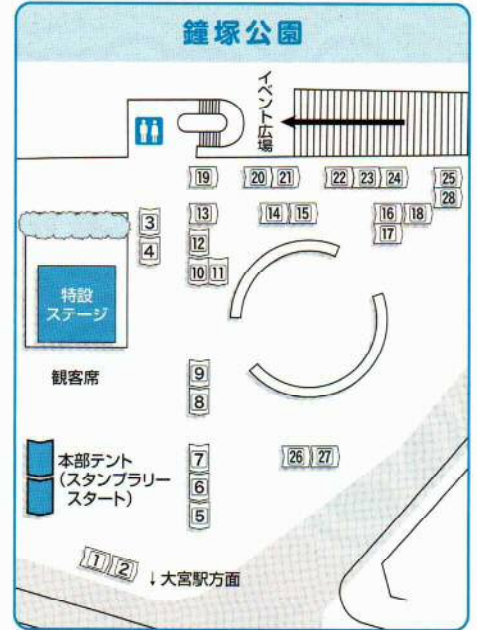 鐘塚公園
イベント広場
19
20 21
22 23 24
25
28
3
4
13
14 15
16 18
17
12
10 11
特設
ステージ
観客席
9
8
本部テント
(スタンプラリー
スタート)
7
6
5
26 27
1 2
↓大宮駅方面